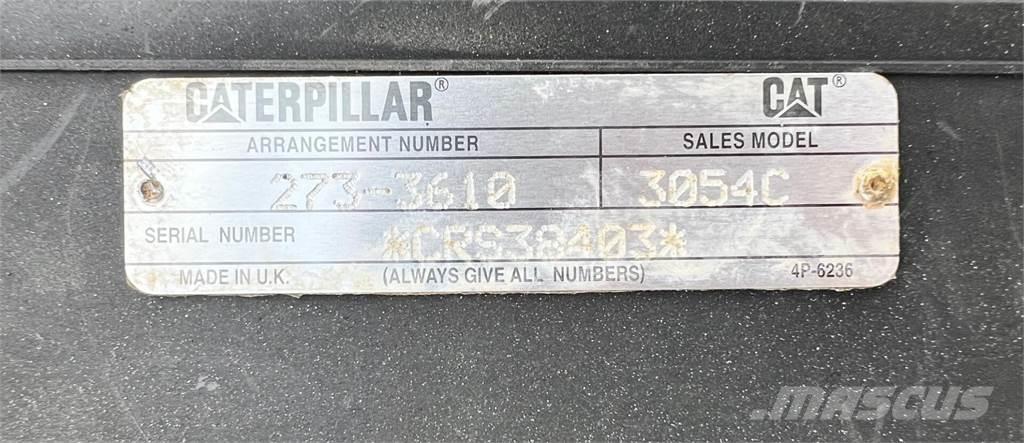 CATERPILLAR® CAT®
ARRANGEMENT NUMBER SALES MODEL
273-3610 3054C
SERIAL NUMBER *CRS38403*
MADE IN U.K. (ALWAYS GIVE ALL NUMBERS) 4P-6236
MASCUS